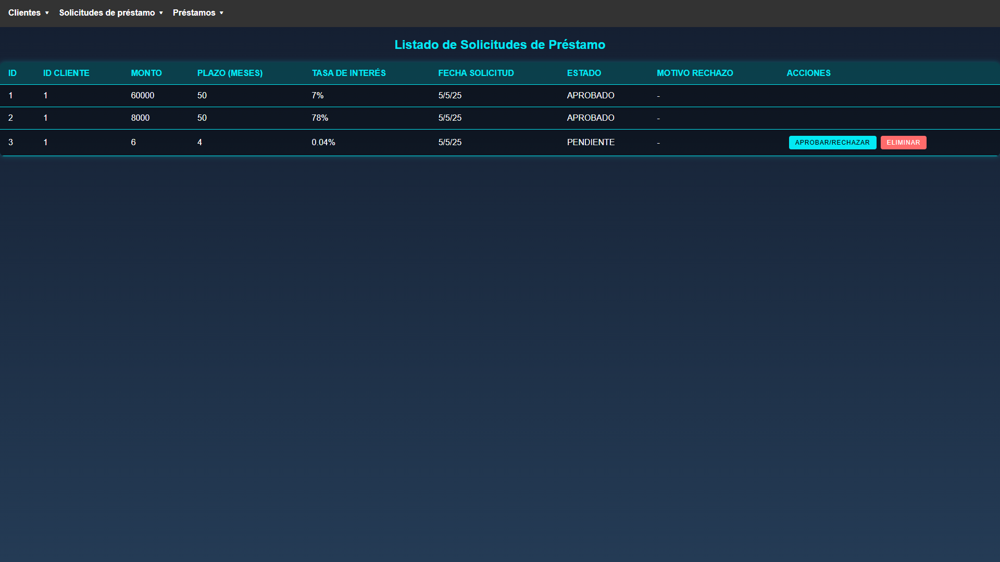 Clientes ▼ Solicitudes de préstamo ▼ Préstamos ▼
Listado de Solicitudes de Préstamo
ID ID CLIENTE MONTO PLAZO (MESES) TASA DE INTERÉS FECHA SOLICITUD ESTADO MOTIVO RECHAZO ACCIONES
1 1 60000 50 7% 5/5/25 APROBADO -
2 1 8000 50 78% 5/5/25 APROBADO -
3 1 6 4 0.04% 5/5/25 PENDIENTE - APROBAR/RECHAZAR ELIMINAR